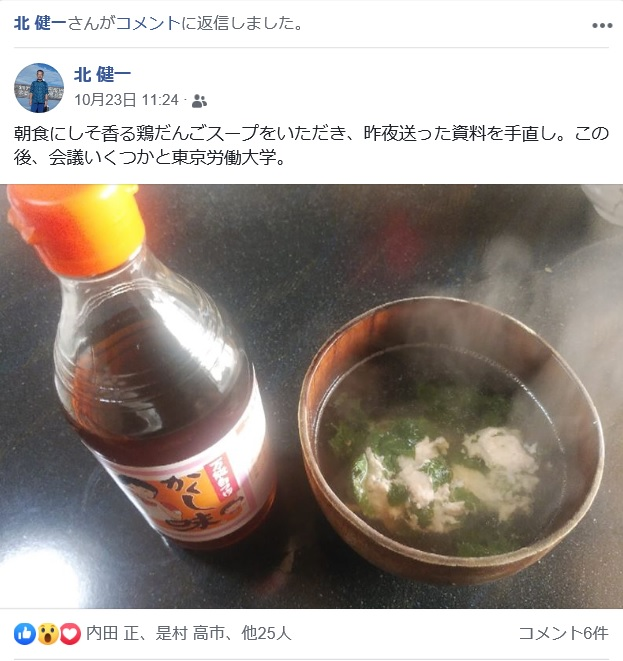 北 健一さんがコメントに返信しました。
北 健一
10月23日 11:24
朝食にしそ香る鶏だんごスープをいただき、昨夜送った資料を手直し。この
後、会議いくつかと東京労働大学。
かくし
味
内田 正、是村 高市、他25人
コメント6件